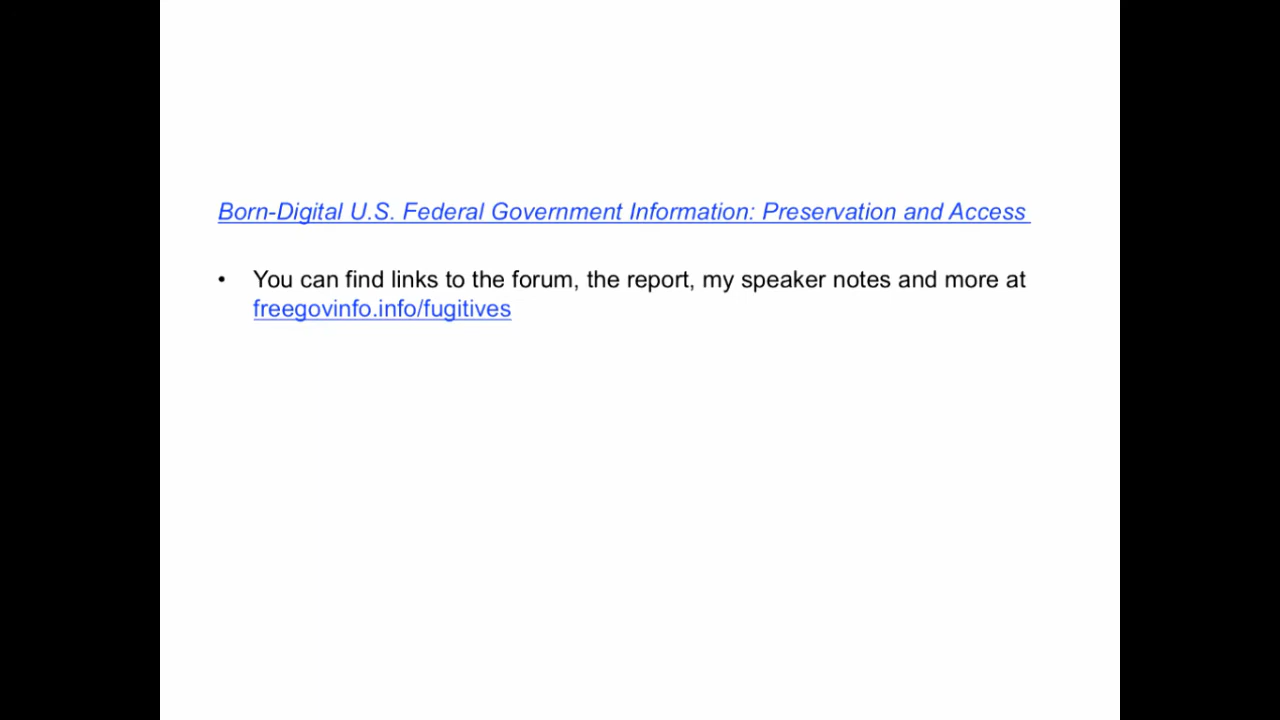 Born-Digital U.S. Federal Government Information: Preservation and Access
• You can find links to the forum, the report, my speaker notes and more at
freegovinfo.info/fugitives